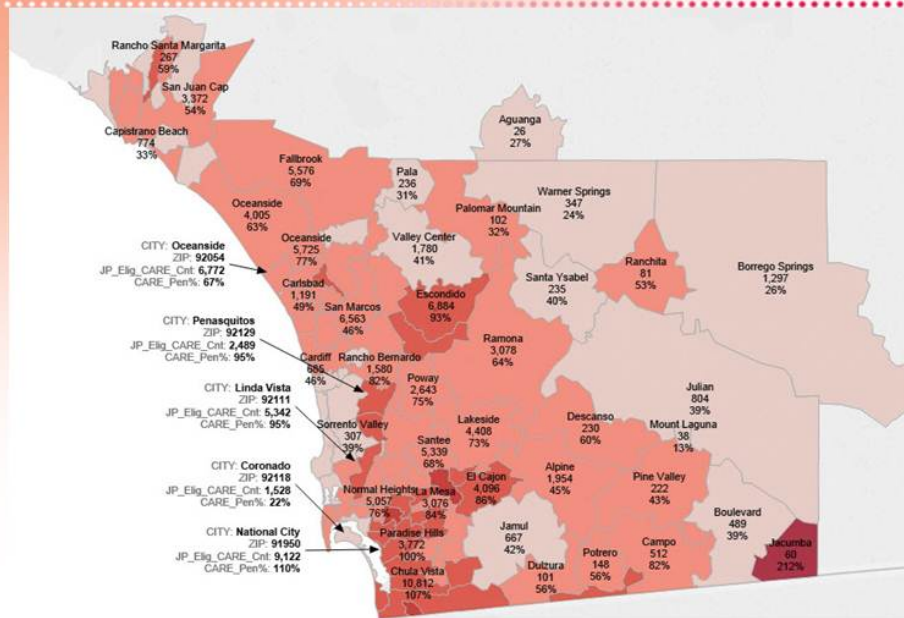 Rancho Santa Margarita
267
59%
San Juan Cap
3,372
54%
Capistrano Beach
774
33%
Aguanga
26
27%
Fallbrook
5,576
69%
Pala
236
31%
Warner Springs
347
24%
Oceanside
4,005
63%
Palomar Mountain
102
32%
Oceanside
5,725
77%
Valley Center
1,780
41%
Ranchita
81
53%
Borrego Springs
1,297
26%
Santa Ysabel
235
40%
CITY: Oceanside
ZIP: 92054
JP_Elig_CARE_Cnt: 6,772
CARE_Pen%: 67%
Carlsbad
1,191
49%
Escondido
6,884
93%
San Marcos
6,563
46%
CITY: Penasquitos
ZIP: 92129
JP_Elig_CARE_Cnt: 2,489
CARE_Pen%: 95%
Ramona
3,078
64%
Cardiff
685
46%
Rancho Bernardo
1,580
82%
Poway
2,643
75%
Julian
804
39%
CITY: Linda Vista
ZIP: 92111
JP_Elig_CARE_Cnt: 5,342
CARE_Pen%: 95%
Sorrento Valley
307
39%
Lakeside
4,408
73%
Descanso
230
60%
Mount Laguna
38
13%
Santee
5,339
68%
CITY: Coronado
ZIP: 92118
JP_Elig_CARE_Cnt: 1,528
CARE_Pen%: 22%
Normal Heights
5,057
76%
La Mesa
3,076
84%
El Cajon
4,096
86%
Alpine
1,954
45%
Pine Valley
222
43%
Boulevard
489
39%
CITY: National City
ZIP: 91950
JP_Elig_CARE_Cnt: 9,122
CARE_Pen%: 110%
Paradise Hills
3,772
100%
Jamul
667
42%
Campo
512
82%
Jacumba
60
212%
Potrero
148
56%
Dulzura
101
56%
Chula Vista
10,812
107%